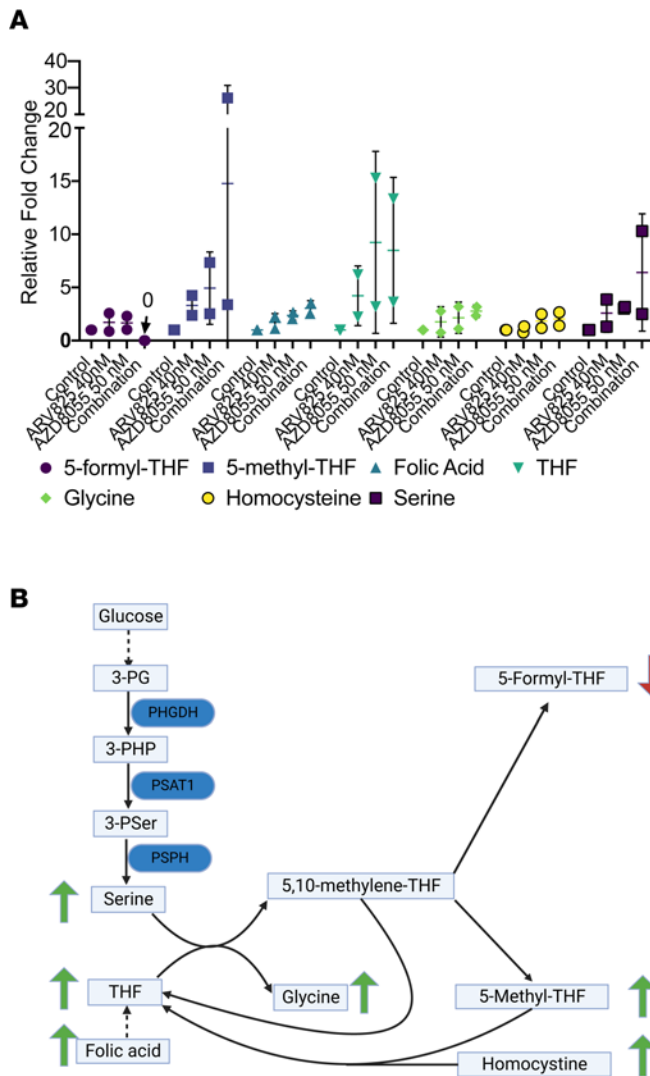 A
Relative Fold Change
40
30
20
20
15
10
5
0
0
Control
ARV825 40nM
AZD8055 50 nM
Combination
Control
ARV825 40nM
AZD8055 50 nM
Combination
Control
ARV825 40nM
AZD8055 50 nM
Combination
Control
ARV825 40nM
AZD8055 50 nM
Combination
Control
ARV825 40nM
AZD8055 50 nM
Combination
Control
ARV825 40nM
AZD8055 50 nM
Combination
Control
ARV825 40nM
AZD8055 50 nM
Combination
5-formyl-THF 5-methyl-THF Folic Acid THF
Glycine Homocysteine Serine
B
Glucose
3-PG
5-Formyl-THF
PHGDH
3-PHP
PSAT1
3-PSer
PSPH
Serine
5,10-methylene-THF
THF
Glycine
5-Methyl-THF
Folic acid
Homocystine